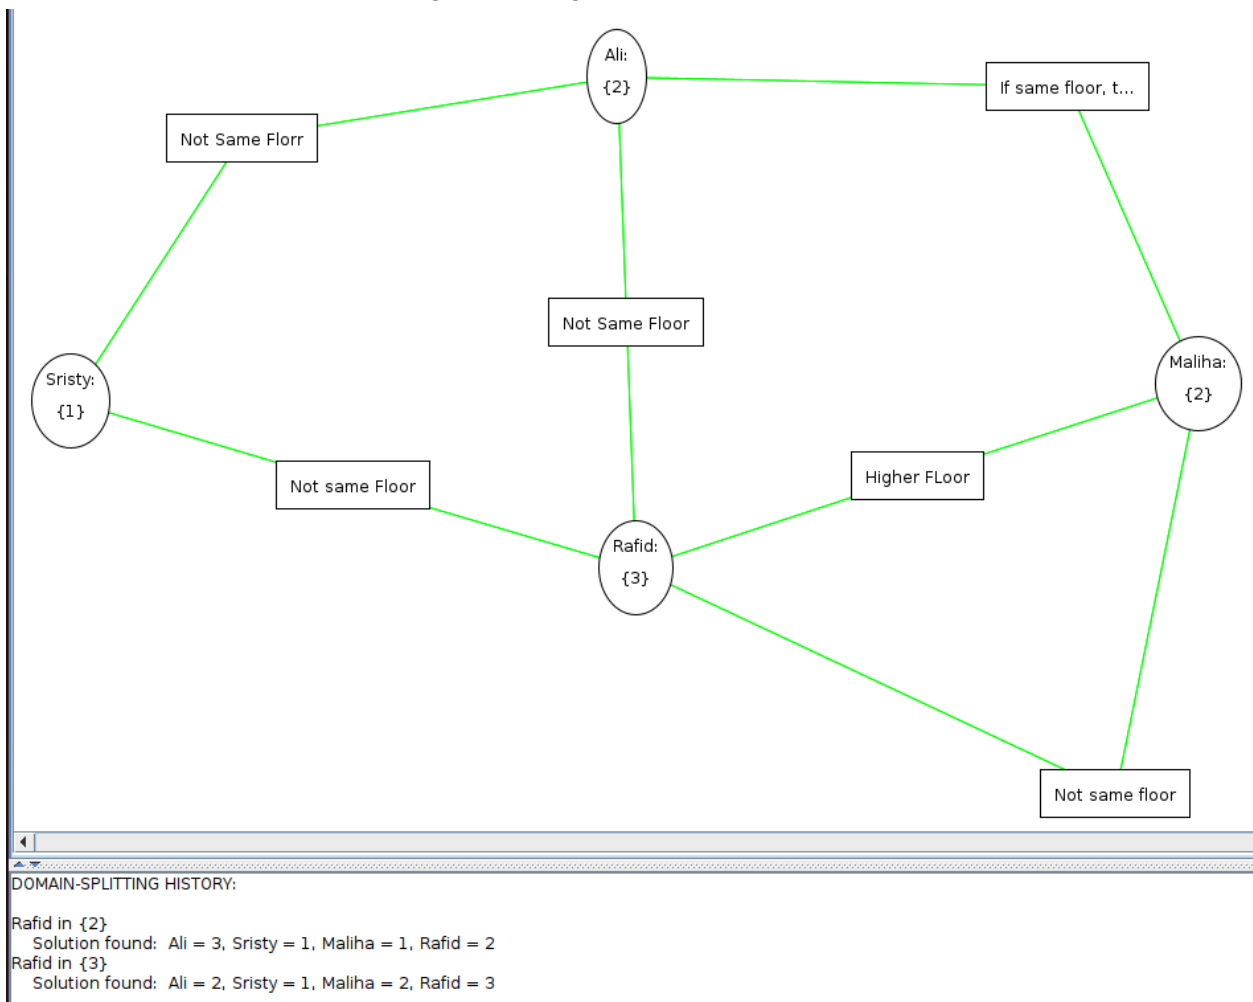 Ali:
{2}
If same floor, t...
Not Same Florr
Not Same Floor
Maliha:
{2}
Sristy:
{1}
Higher FLoor
Not same Floor
Rafid:
{3}
Not same floor
DOMAIN-SPLITTING HISTORY:
Rafid in {2}
Solution found:  Ali = 3, Sristy = 1, Maliha = 1, Rafid = 2
Rafid in {3}
Solution found:  Ali = 2, Sristy = 1, Maliha = 2, Rafid = 3